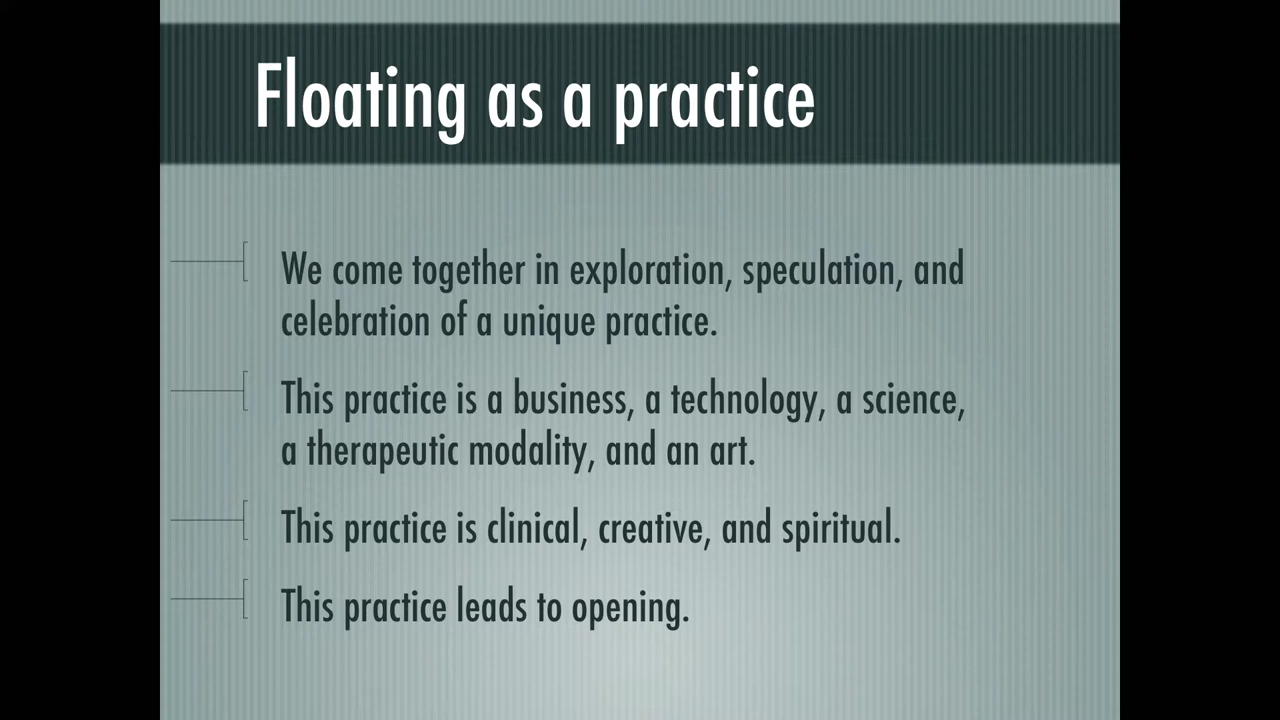 Floating as a practice
We come together in exploration, speculation, and
celebration of a unique practice.
This practice is a business, a technology, a science,
a therapeutic modality, and an art.
This practice is clinical, creative, and spiritual.
This practice leads to opening.